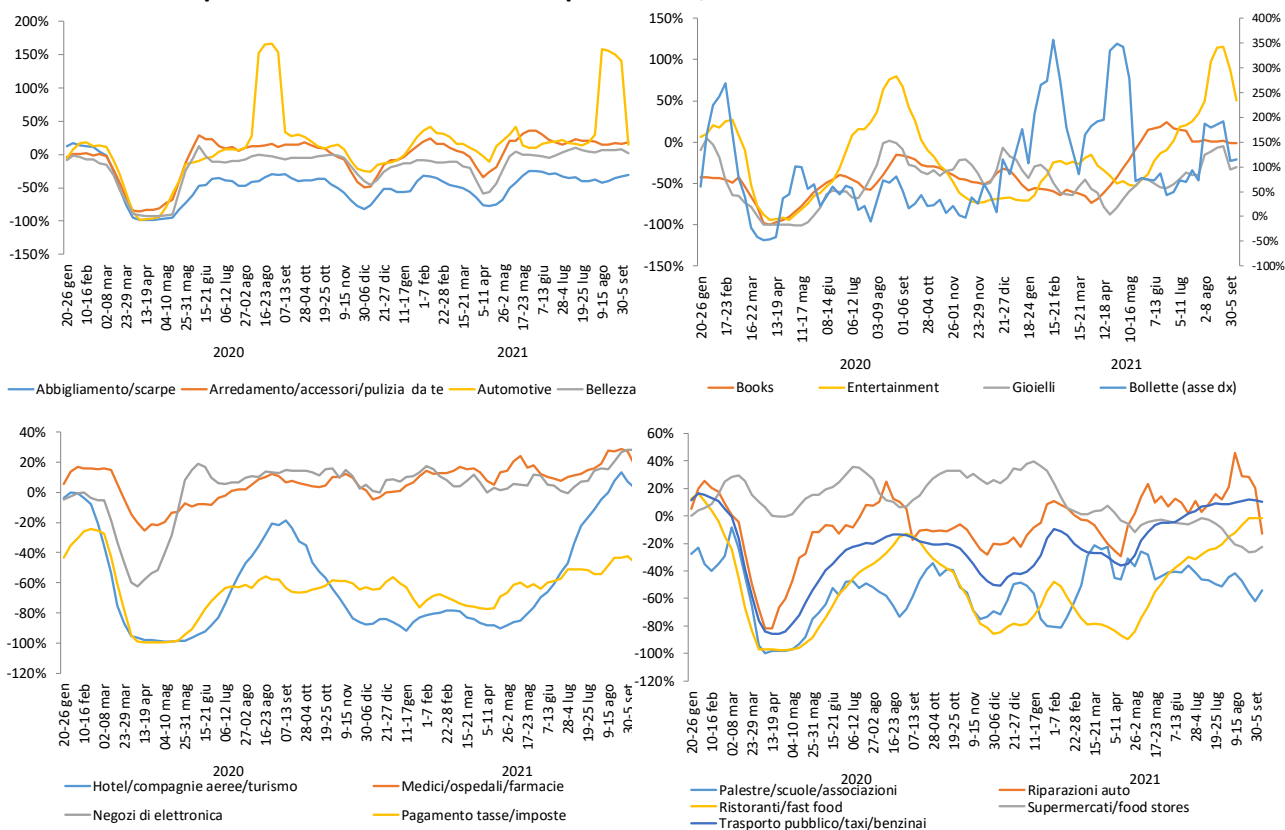 200%
150%
100%
50%
0%
-50%
-100%
-150%
20-26 gen
10-16 feb
02-08 mar
23-29 mar
13-19 apr
04-10 mag
25-31 mag
15-21 giu
06-12 lug
27-02 ago
16-23 ago
07-13 set
28-04 ott
19-25 ott
9-15 nov
30-06 dic
21-27 dic
11-17gen
1-7 feb
22-28 feb
15-21 mar
5-11 apr
26-2 mag
17-23 mag
7-13 giu
28-4 lug
19-25 lug
9-15 ago
30-5 set
2020
2021
Abbigliamento/scarpe
Arredamento/accessori/pulizia da te
Automotive
Bellezza
150%
100%
50%
0%
-50%
-100%
-150%
400%
350%
300%
250%
200%
150%
100%
50%
0%
-50%
-100%
20-26 gen
17-23 feb
16-22 mar
13-19 apr
11-17 mag
08-14 giu
06-12 lug
03-09 ago
01-06 set
28-04 ott
26-01 nov
23-29 nov
21-27 dic
18-24 gen
15-21 feb
15-21 mar
12-18 apr
10-16 mag
7-13 giu
5-11 lug
2-8 ago
30-5 set
2020
2021
Books
Entertainment
Gioielli
Bollette (asse dx)
40%
20%
0%
-20%
-40%
-60%
-80%
-100%
-120%
20-26 gen
10-16 feb
02-08 mar
23-29 mar
13-19 apr
04-10 mag
25-31 mag
15-21 giu
06-12 lug
27-02 ago
16-23 ago
07-13 set
28-04 ott
19-25 ott
9-15 nov
30-06 dic
21-27 dic
11-17gen
1-7 feb
22-28 feb
15-21 mar
5-11 apr
26-2 mag
17-23 mag
7-13 giu
28-4 lug
19-25 lug
9-15 ago
30-5 set
2020
2021
Hotel/compagnie aeree/turismo
Medici/ospedali/farmacie
Negozi di elettronica
Pagamento tasse/imposte
60%
40%
20%
0%
-20%
-40%
-60%
-80%
-100%
-120%
20-26 gen
10-16 feb
02-08 mar
23-29 mar
13-19 apr
04-10 mag
25-31 mag
15-21 giu
06-12 lug
27-02 ago
16-23 ago
07-13 set
28-04 ott
19-25 ott
9-15 nov
30-06 dic
21-27 dic
11-17gen
1-7 feb
22-28 feb
15-21 mar
5-11 apr
26-2 mag
17-23 mag
7-13 giu
28-4 lug
19-25 lug
9-15 ago
30-5 set
2020
2021
Palestre/scuole/associazioni
Riparazioni auto
Ristoranti/fast food
Supermercati/food stores
Trasporto pubblico/taxi/benzinai